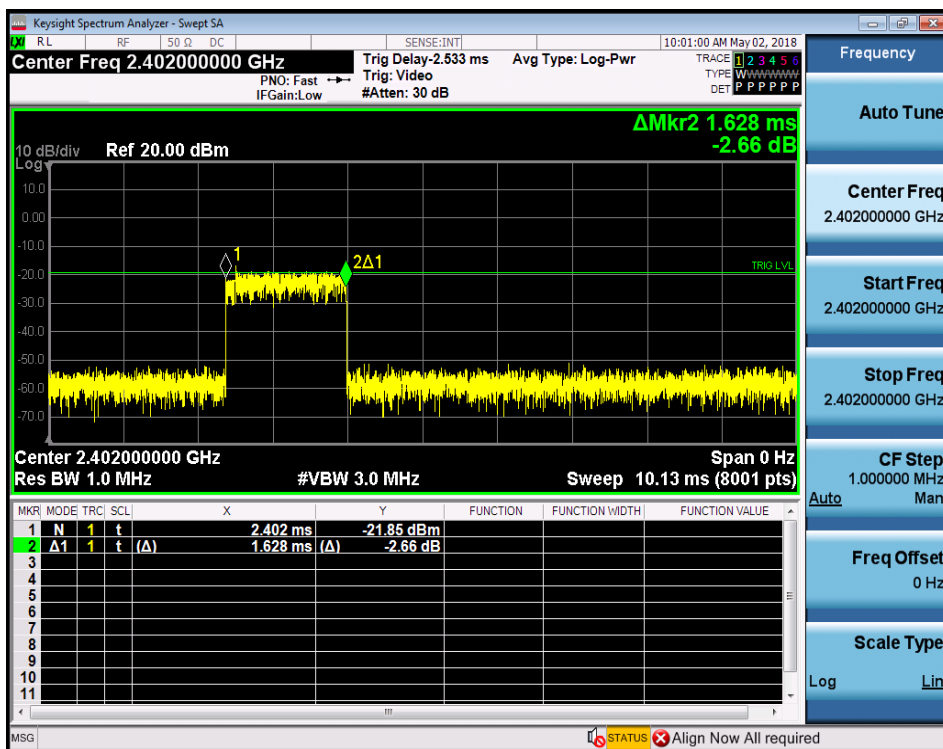 Keysight Spectrum Analyzer - Swept SA
LXI RL RF 50 Ω DC SENSE:INT 10:01:00 AM May 02, 2018
Center Freq 2.402000000 GHz
PNO: Fast
IFGain:Low
Trig Delay-2.533 ms
Trig: Video
#Atten: 30 dB
Avg Type: Log-Pwr
TRACE 1 2 3 4 5 6
TYPE WWWWWW
DET P P P P P P
ΔMkr2 1.628 ms
-2.66 dB
10 dB/div Ref 20.00 dBm
Log
10.0
0.00
-10.0
-20.0
-30.0
-40.0
-50.0
-60.0
-70.0
1
2Δ1
TRIG LVL
Center 2.402000000 GHz Span 0 Hz
Res BW 1.0 MHz #VBW 3.0 MHz Sweep 10.13 ms (8001 pts)
MKR MODE TRC SCL X Y FUNCTION FUNCTION WIDTH FUNCTION VALUE
1 N 1 t 2.402 ms -21.85 dBm
2 Δ1 1 t (Δ) 1.628 ms (Δ) -2.66 dB
3
4
5
6
7
8
9
10
11
MSG STATUS Align Now All required
Frequency
Auto Tune
Center Freq
2.402000000 GHz
Start Freq
2.402000000 GHz
Stop Freq
2.402000000 GHz
CF Step
1.000000 MHz
Auto Man
Freq Offset
0 Hz
Scale Type
Log Lin